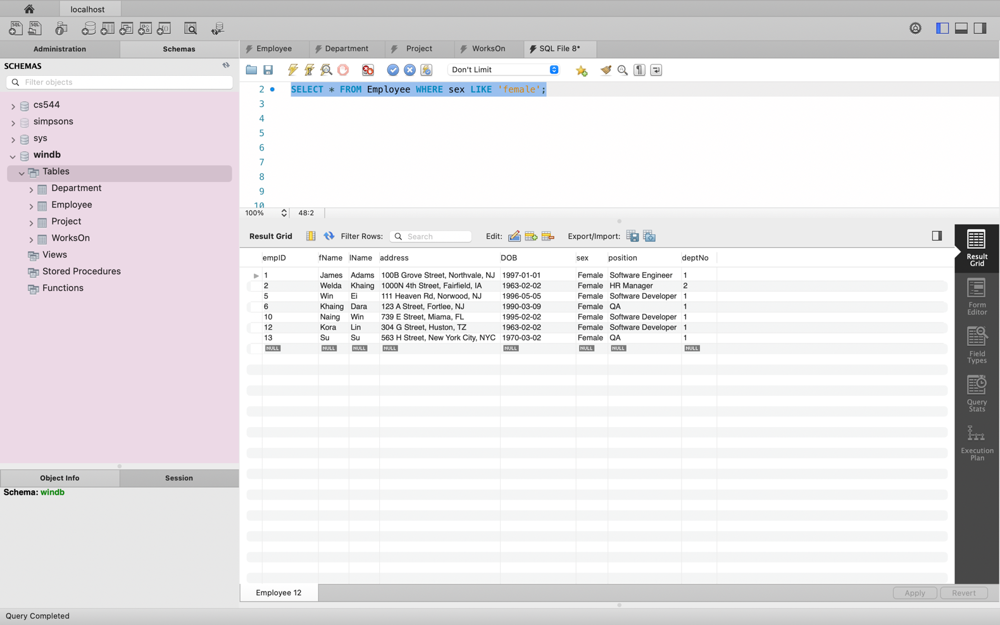 localhost
Administration Schemas
SCHEMAS
Filter objects
cs544
simpsons
sys
windb
Tables
Department
Employee
Project
WorksOn
Views
Stored Procedures
Functions
Object Info Session
Schema: windb
Employee Department Project WorksOn SQL File 8*
Don't Limit
2 SELECT * FROM Employee WHERE sex LIKE 'female';
3
4
5
6
7
8
9
10
100% 48:2
Result Grid Filter Rows: Search Edit: Export/Import:
empID fName lName address DOB sex position deptNo
1 James Adams 100B Grove Street, Northvale, NJ 1997-01-01 Female Software Engineer 1
2 Welda Khaing 1000N 4th Street, Fairfield, IA 1963-02-02 Female HR Manager 2
5 Win Ei 111 Heaven Rd, Norwood, NJ 1996-05-05 Female Software Developer 1
6 Khaing Dara 123 A Street, Fortlee, NJ 1990-03-09 Female QA 1
10 Naing Win 739 E Street, Miama, FL 1995-02-02 Female Software Developer 1
12 Kora Lin 304 G Street, Huston, TZ 1963-02-02 Female Software Developer 1
13 Su Su 563 H Street, New York City, NYC 1970-03-02 Female QA 1
NULL NULL NULL NULL NULL NULL NULL NULL
Result
Grid
Form
Editor
Field
Types
Query
Stats
Execution
Plan
Employee 12
Apply Revert
Query Completed